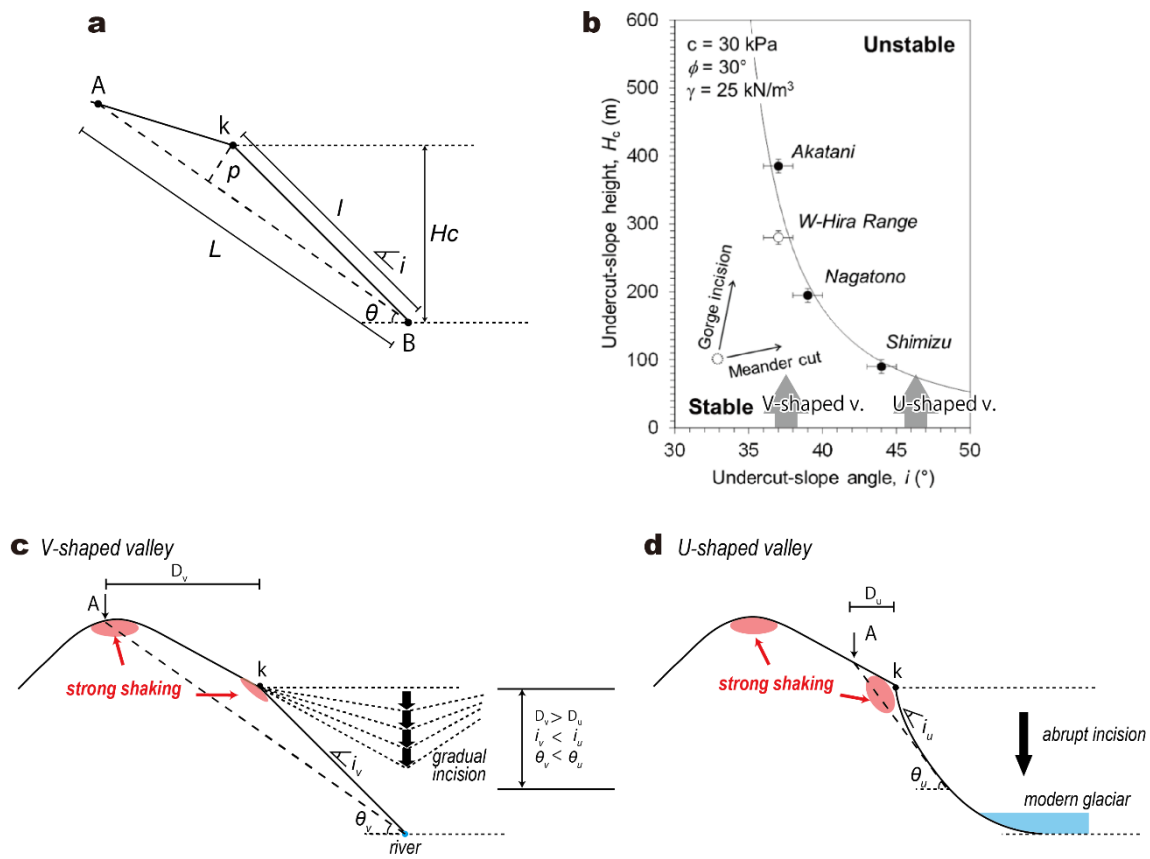 a
A
k
p
l
L
i
Hc
θ
B
b
600
500
400
300
200
100
0
Undercut-slope height, Hc (m)
c = 30 kPa
ϕ = 30°
γ = 25 kN/m³
Unstable
Akatani
W-Hira Range
Nagatono
Shimizu
Gorge incision
Meander cut
Stable
V-shaped v.
U-shaped v.
30
35
40
45
50
Undercut-slope angle, i (°)
c V-shaped valley
Dv
A
k
strong shaking
gradual
incision
iv
θv
river
Dv > Du
iv < iu
θv < θu
d U-shaped valley
Du
A
k
strong shaking
iu
abrupt incision
θu
modern glaciar